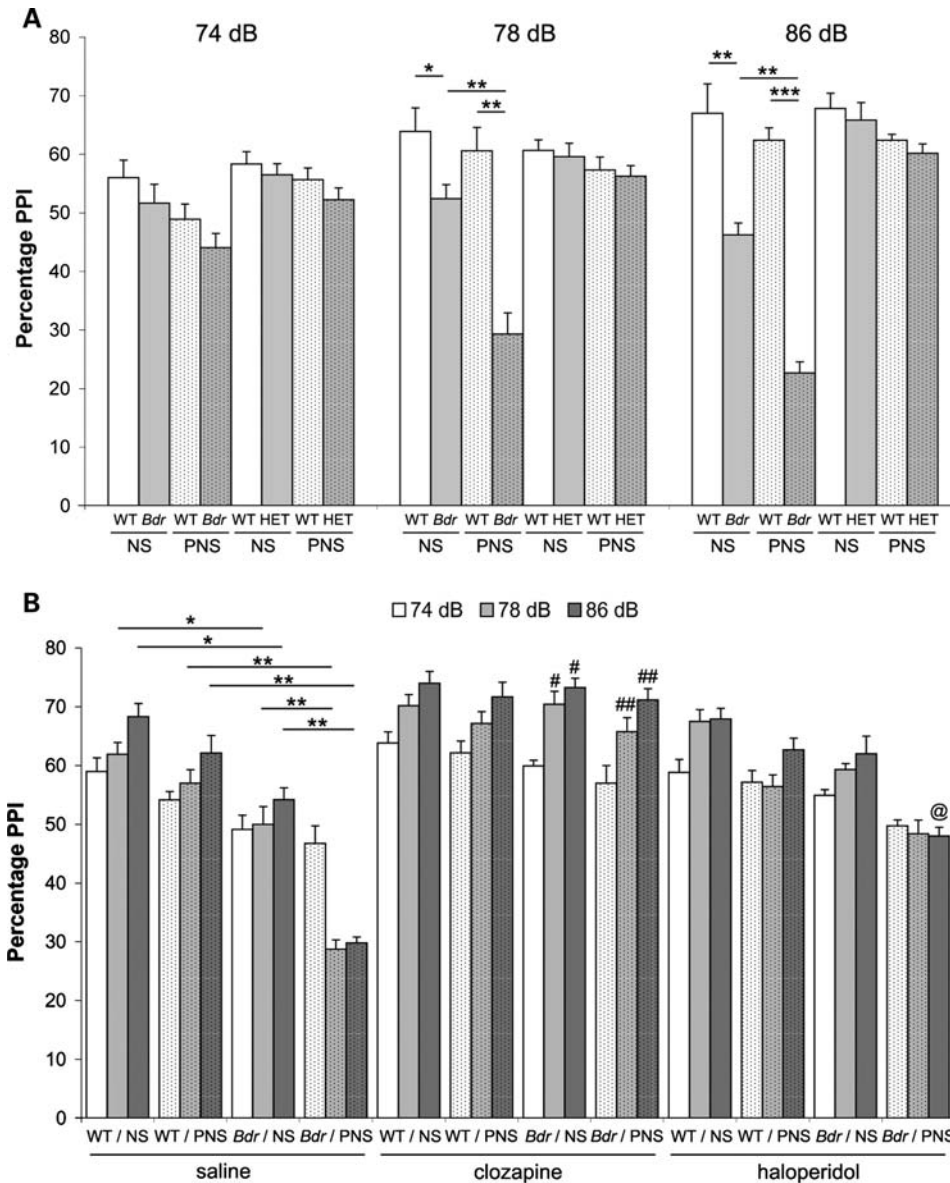 A
74 dB 78 dB 86 dB
* ** ** ** ** ***
Percentage PPI
80
70
60
50
40
30
20
10
0
WT Bdr WT Bdr WT HET WT HET WT Bdr WT Bdr WT HET WT HET WT Bdr WT Bdr WT HET WT HET
NS PNS NS PNS NS PNS NS PNS NS PNS NS PNS
B
74 dB 78 dB 86 dB
*
*
**
**
**
**
# # ## ##
@
Percentage PPI
80
70
60
50
40
30
20
10
0
WT / NS WT / PNS Bdr / NS Bdr / PNS WT / NS WT / PNS Bdr / NS Bdr / PNS WT / NS WT / PNS Bdr / NS Bdr / PNS
saline clozapine haloperidol